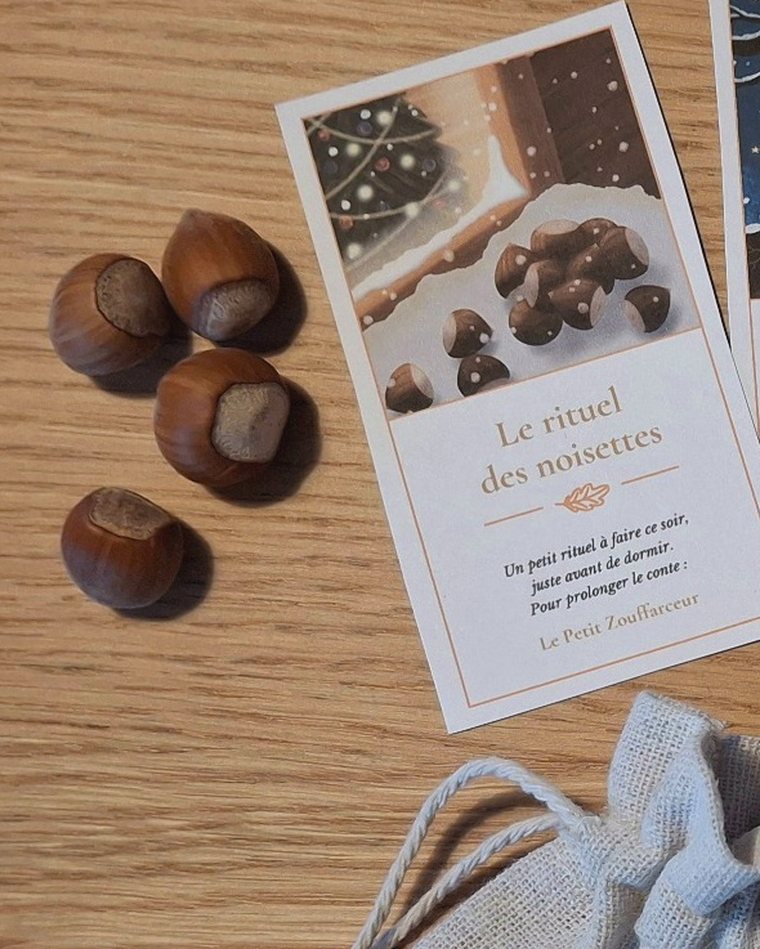 Le rituel
des noisettes
Un petit rituel à faire ce soir,
juste avant de dormir.
Pour prolonger le conte :
Le Petit Zouffarceur